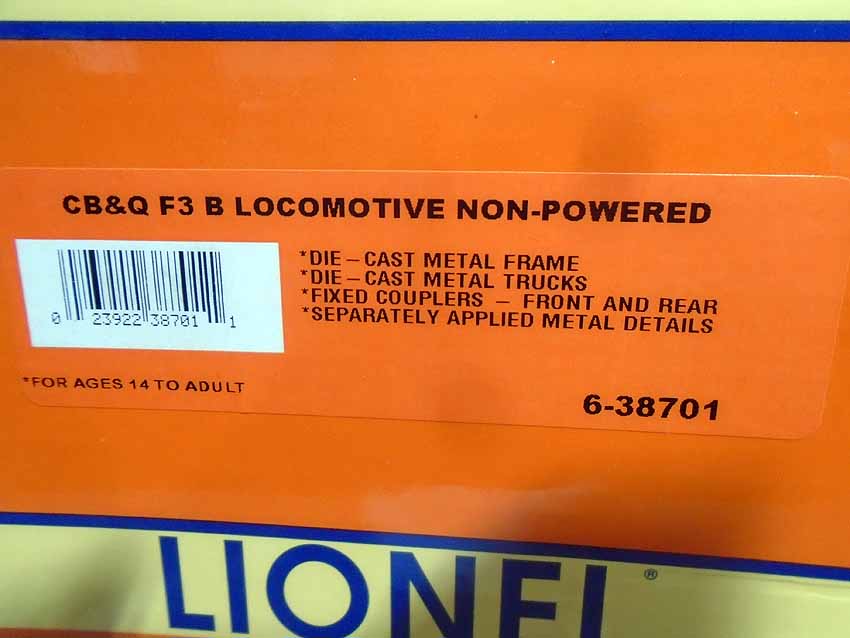 CB&Q F3 B LOCOMOTIVE NON-POWERED
*DIE-CAST METAL FRAME
*DIE-CAST METAL TRUCKS
*FIXED COUPLERS - FRONT AND REAR
*SEPARATELY APPLIED METAL DETAILS
0 23922 38701 1
*FOR AGES 14 TO ADULT
6-38701
LIONEL®